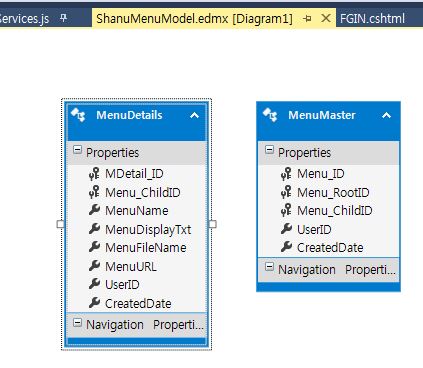 Services.js
ShanuMenuModel.edmx [Diagram1]
FGIN.cshtml
MenuDetails
Properties
MDetail_ID
Menu_ChildID
MenuName
MenuDisplayTxt
MenuFileName
MenuURL
UserID
CreatedDate
Navigation Properti...
MenuMaster
Properties
Menu_ID
Menu_RootID
Menu_ChildID
UserID
CreatedDate
Navigation Properti...